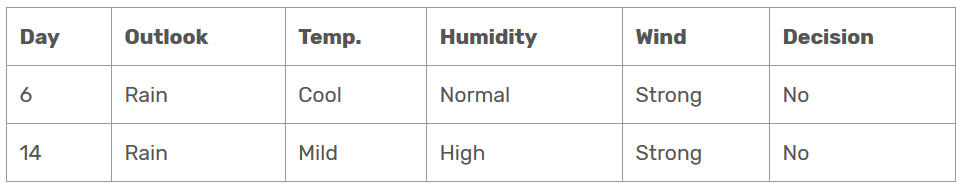 Day Outlook Temp. Humidity Wind Decision
6 Rain Cool Normal Strong No
14 Rain Mild High Strong No